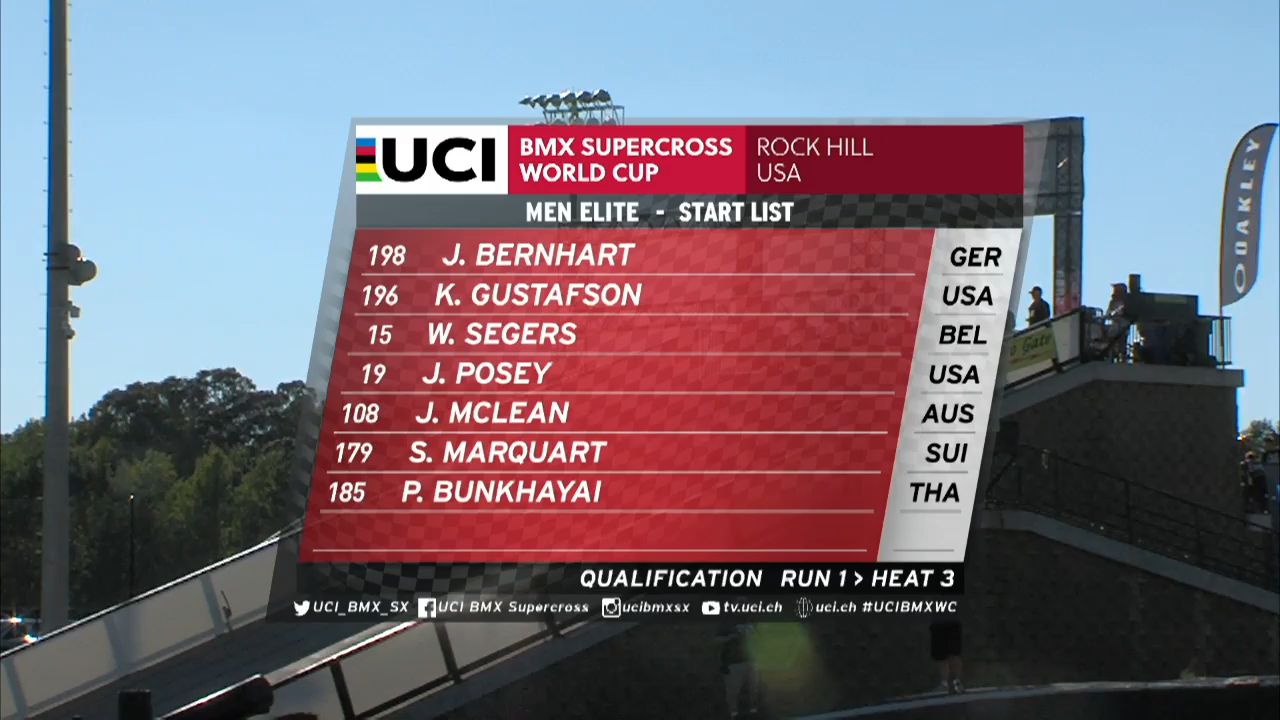 UCI BMX SUPERCROSS WORLD CUP ROCK HILL USA
MEN ELITE - START LIST
198 J. BERNHART GER
196 K. GUSTAFSON USA
15 W. SEGERS BEL
19 J. POSEY USA
108 J. MCLEAN AUS
179 S. MARQUART SUI
185 P. BUNKHAYAI THA
QUALIFICATION RUN 1 > HEAT 3
UCI_BMX_SX UCI BMX Supercross ucibmxsx tv.uci.ch uci.ch #UCIBMXWC
OAKLEY
Gate